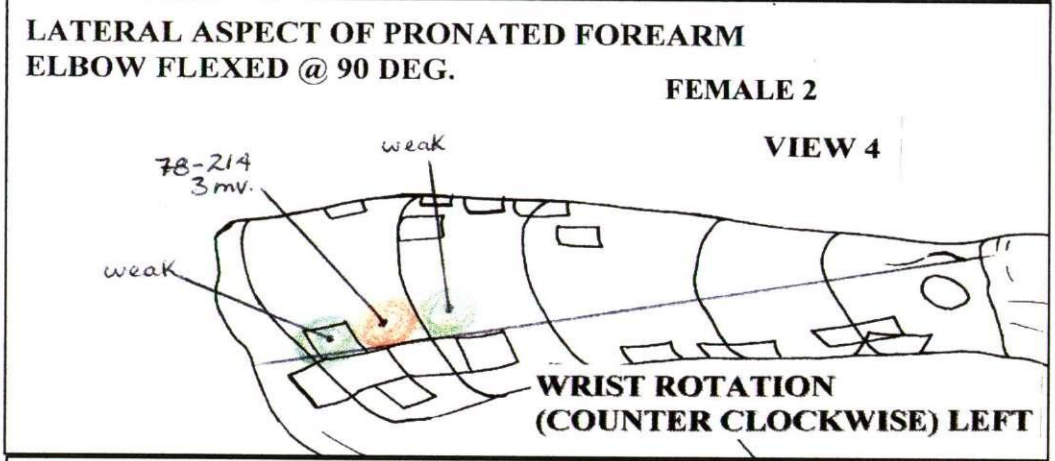 LATERAL ASPECT OF PRONATED FOREARM
ELBOW FLEXED @ 90 DEG.
FEMALE 2
VIEW 4
weak
78-214
3mv.
weak
WRIST ROTATION
(COUNTER CLOCKWISE) LEFT